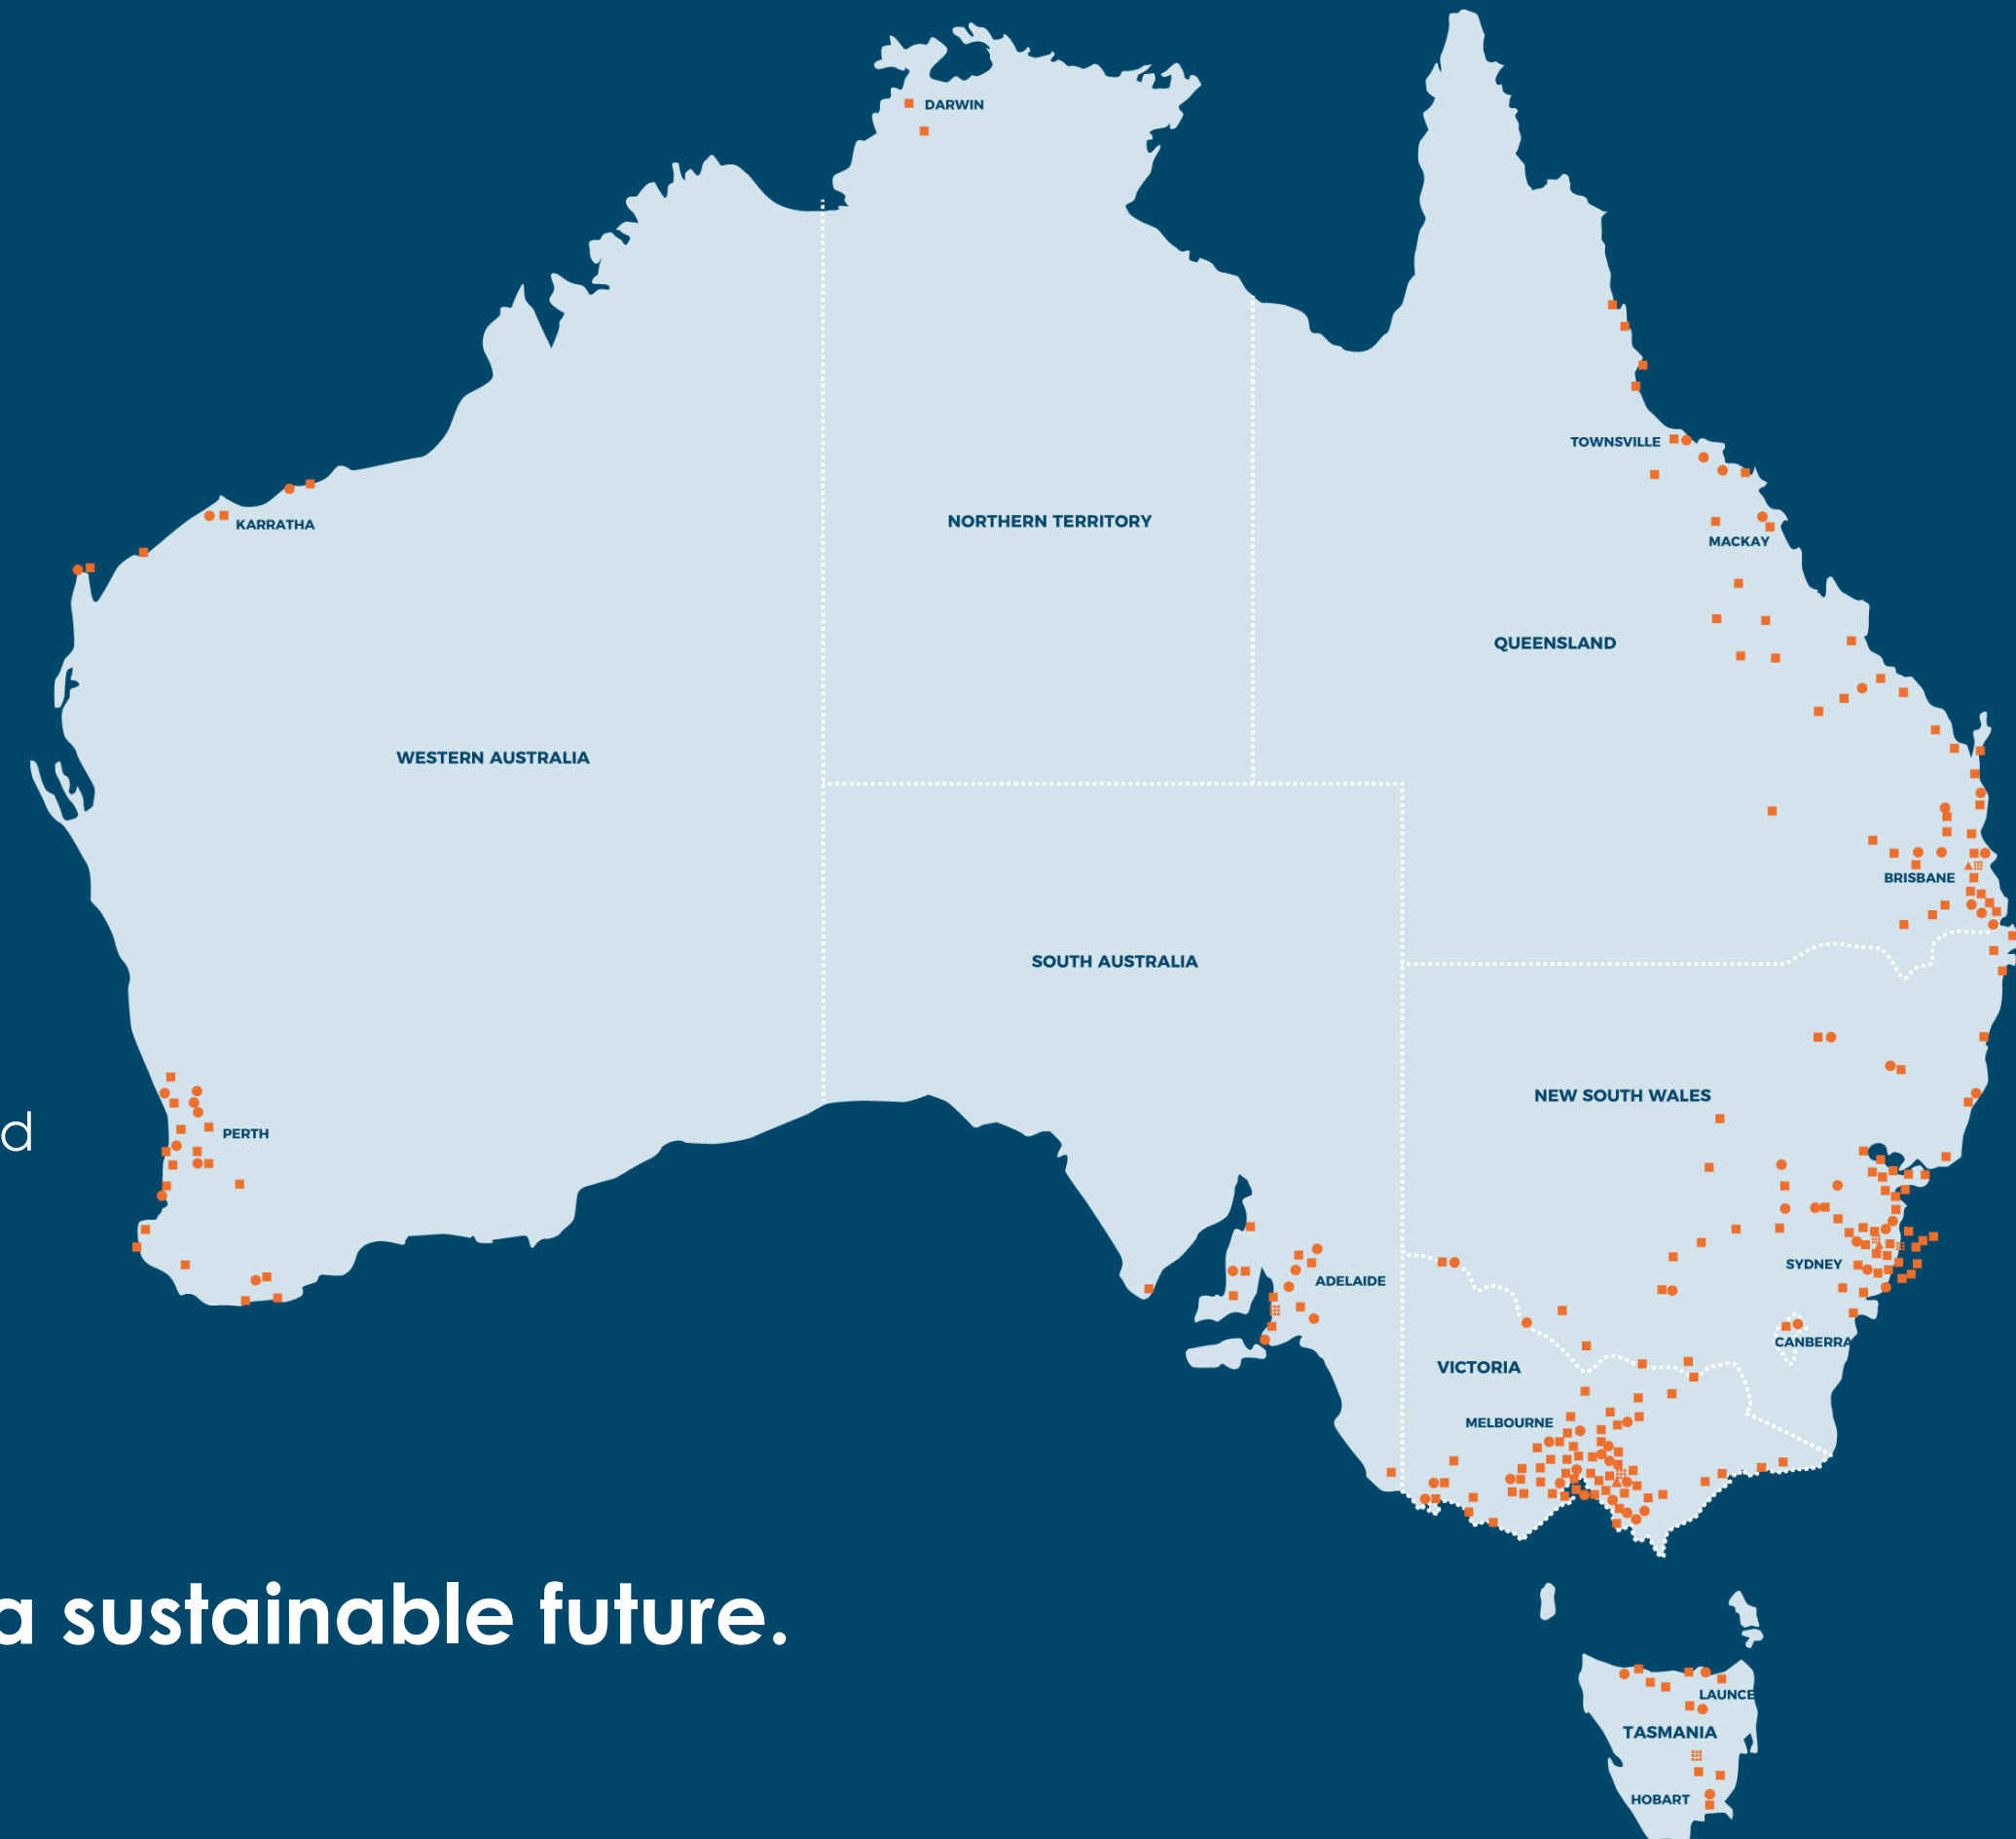 DARWIN
TOWNSVILLE
KARRATHA
NORTHERN TERRITORY
MACKAY
QUEENSLAND
WESTERN AUSTRALIA
BRISBANE
SOUTH AUSTRALIA
NEW SOUTH WALES
d
PERTH
SYDNEY
ADELAIDE
CANBERRA
VICTORIA
MELBOURNE
a sustainable future.
LAUNCE
TASMANIA
HOBART